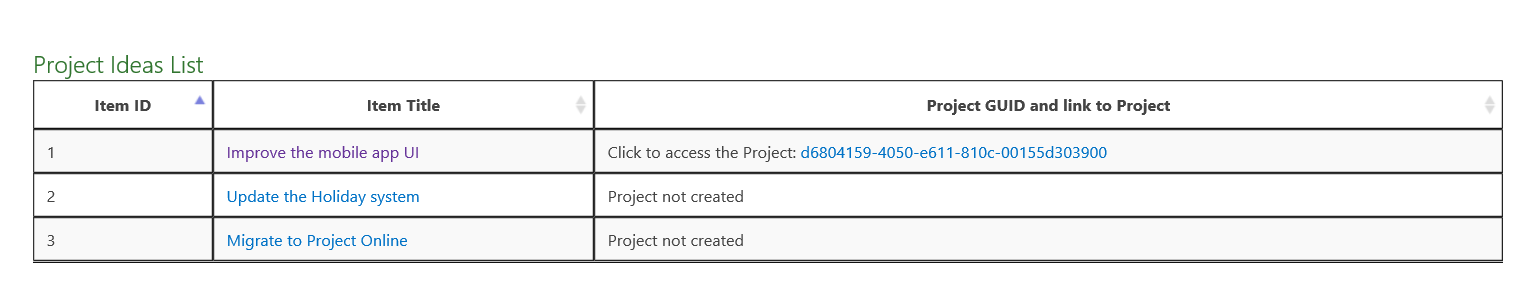 Project Ideas List
Item ID Item Title Project GUID and link to Project
1 Improve the mobile app UI Click to access the Project: d6804159-4050-e611-810c-00155d303900
2 Update the Holiday system Project not created
3 Migrate to Project Online Project not created